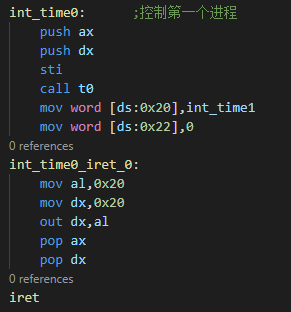 int_time0:          ;控制第一个进程
    push ax
    push dx
    sti
    call t0
    mov word [ds:0x20],int_time1
    mov word [ds:0x22],0
0 references
int_time0_iret_0:
    mov al,0x20
    mov dx,0x20
    out dx,al
    pop ax
    pop dx
0 references
iret